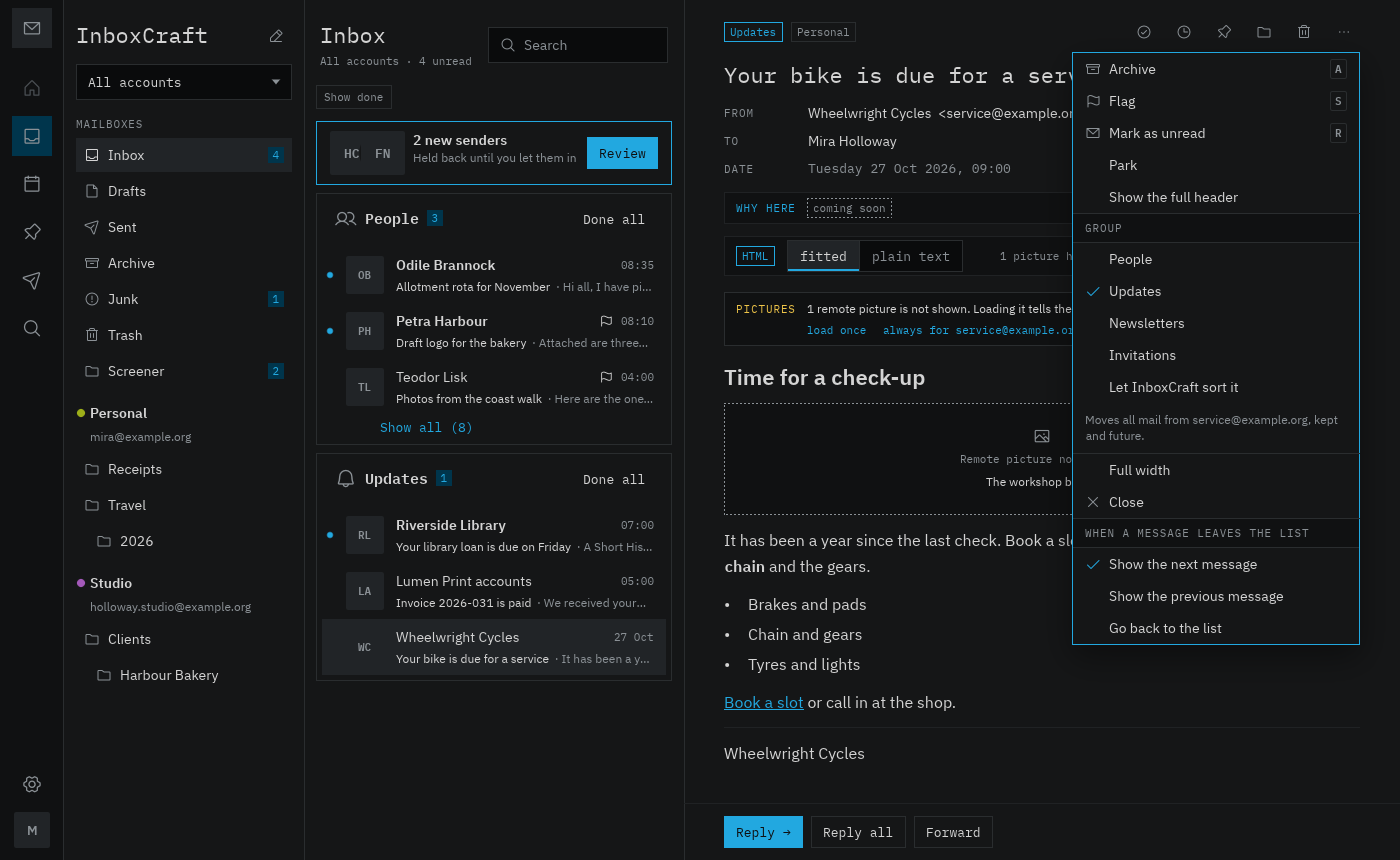 InboxCraft
All accounts
MAILBOXES
Inbox 4
Drafts
Sent
Archive
Junk 1
Trash
Screener 2
Personal
mira@example.org
Receipts
Travel
2026
Studio
holloway.studio@example.org
Clients
Harbour Bakery
M
Inbox
All accounts · 4 unread
Search
Show done
HC FN
2 new senders
Held back until you let them in
Review
People 3
Done all
OB
Odile Brannock 08:35
Allotment rota for November · Hi all, I have pi…
PH
Petra Harbour 08:10
Draft logo for the bakery · Attached are three…
TL
Teodor Lisk 04:00
Photos from the coast walk · Here are the one…
Show all (8)
Updates 1
Done all
RL
Riverside Library 07:00
Your library loan is due on Friday · A Short His…
LA
Lumen Print accounts 05:00
Invoice 2026-031 is paid · We received your…
WC
Wheelwright Cycles 27 Oct
Your bike is due for a service · It has been a y…
Updates Personal
Your bike is due for a serv
FROM Wheelwright Cycles <service@example.or
TO Mira Holloway
DATE Tuesday 27 Oct 2026, 09:00
WHY HERE coming soon
HTML fitted plain text 1 picture h
PICTURES 1 remote picture is not shown. Loading it tells the
load once always for service@example.or
Time for a check-up
Remote picture no
The workshop b
It has been a year since the last check. Book a slo
chain and the gears.
• Brakes and pads
• Chain and gears
• Tyres and lights
Book a slot or call in at the shop.
Wheelwright Cycles
Reply → Reply all Forward
Archive A
Flag S
Mark as unread R
Park
Show the full header
GROUP
People
Updates
Newsletters
Invitations
Let InboxCraft sort it
Moves all mail from service@example.org, kept
and future.
Full width
Close
WHEN A MESSAGE LEAVES THE LIST
Show the next message
Show the previous message
Go back to the list